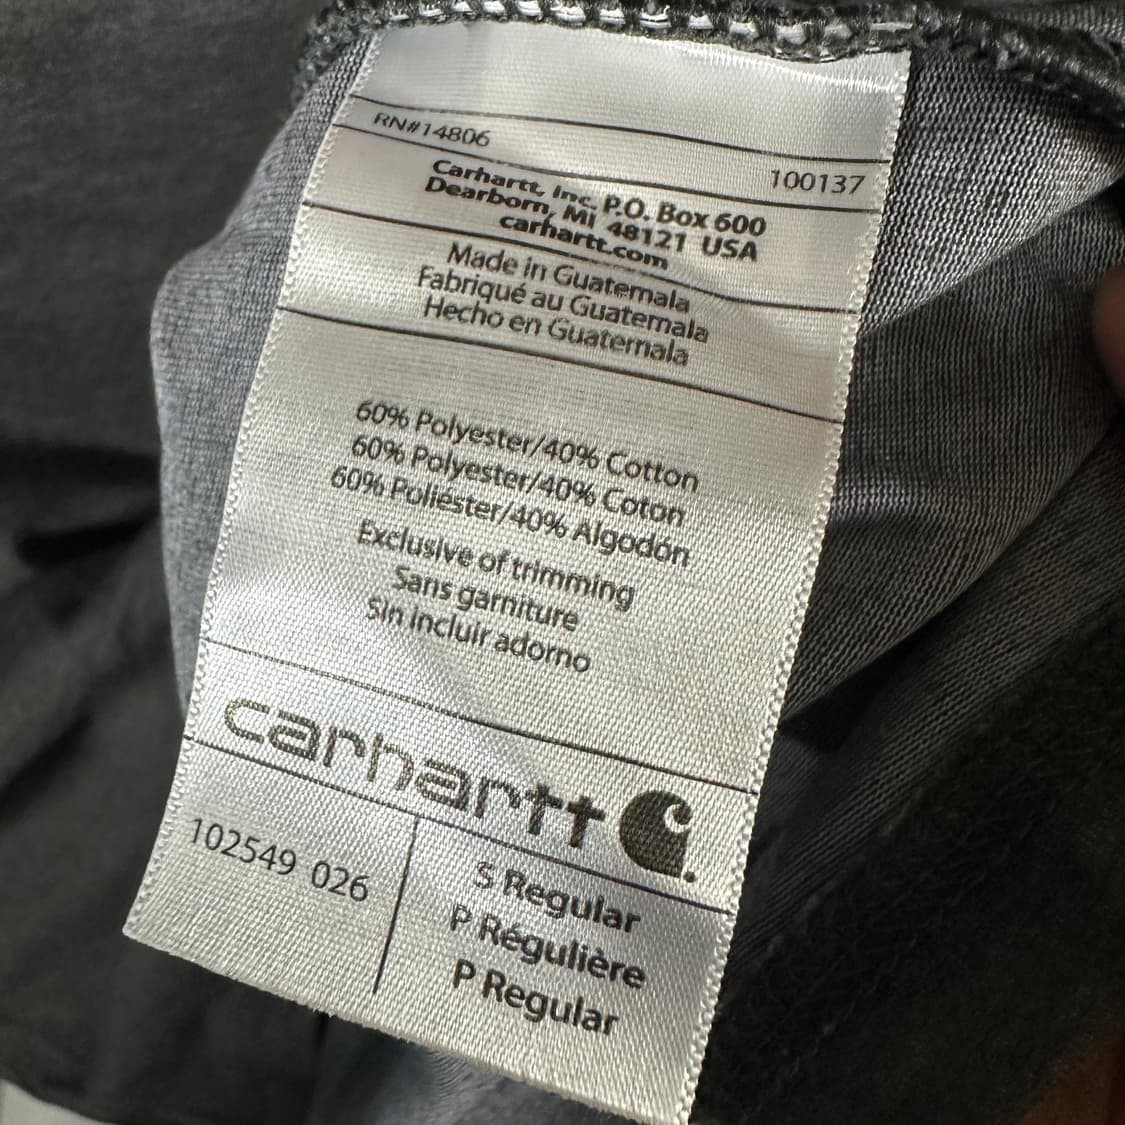 RN#14806
100137
Carhartt, Inc. P.O. Box 600
Dearborn, MI 48121 USA
carhartt.com
Made in Guatemala
Fabriqué au Guatemala
Hecho en Guatemala
60% Polyester/40% Cotton
60% Polyester/40% Coton
60% Poliéster/40% Algodón
Exclusive of trimming
Sans garniture
Sin incluir adorno
carhartt
102549 026
S Regular
P Régulière
P Regular